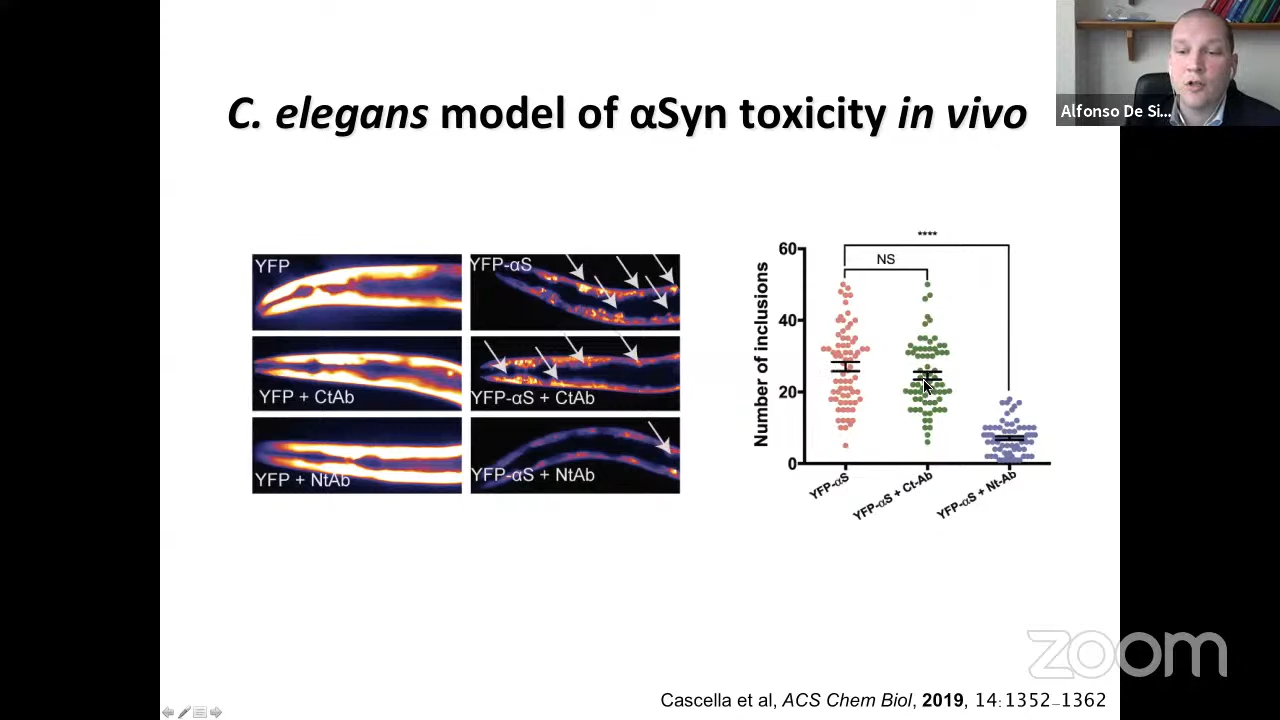 C. elegans model of αSyn toxicity in vivo
Alfonso De Si...
YFP
YFP-αS
YFP + CtAb
YFP-αS + CtAb
YFP + NtAb
YFP-αS + NtAb
****
NS
Number of inclusions
60
40
20
0
YFP-αS
YFP-αS + Ct-Ab
YFP-αS + Nt-Ab
zoom
Cascella et al, ACS Chem Biol, 2019, 14:1352–1362